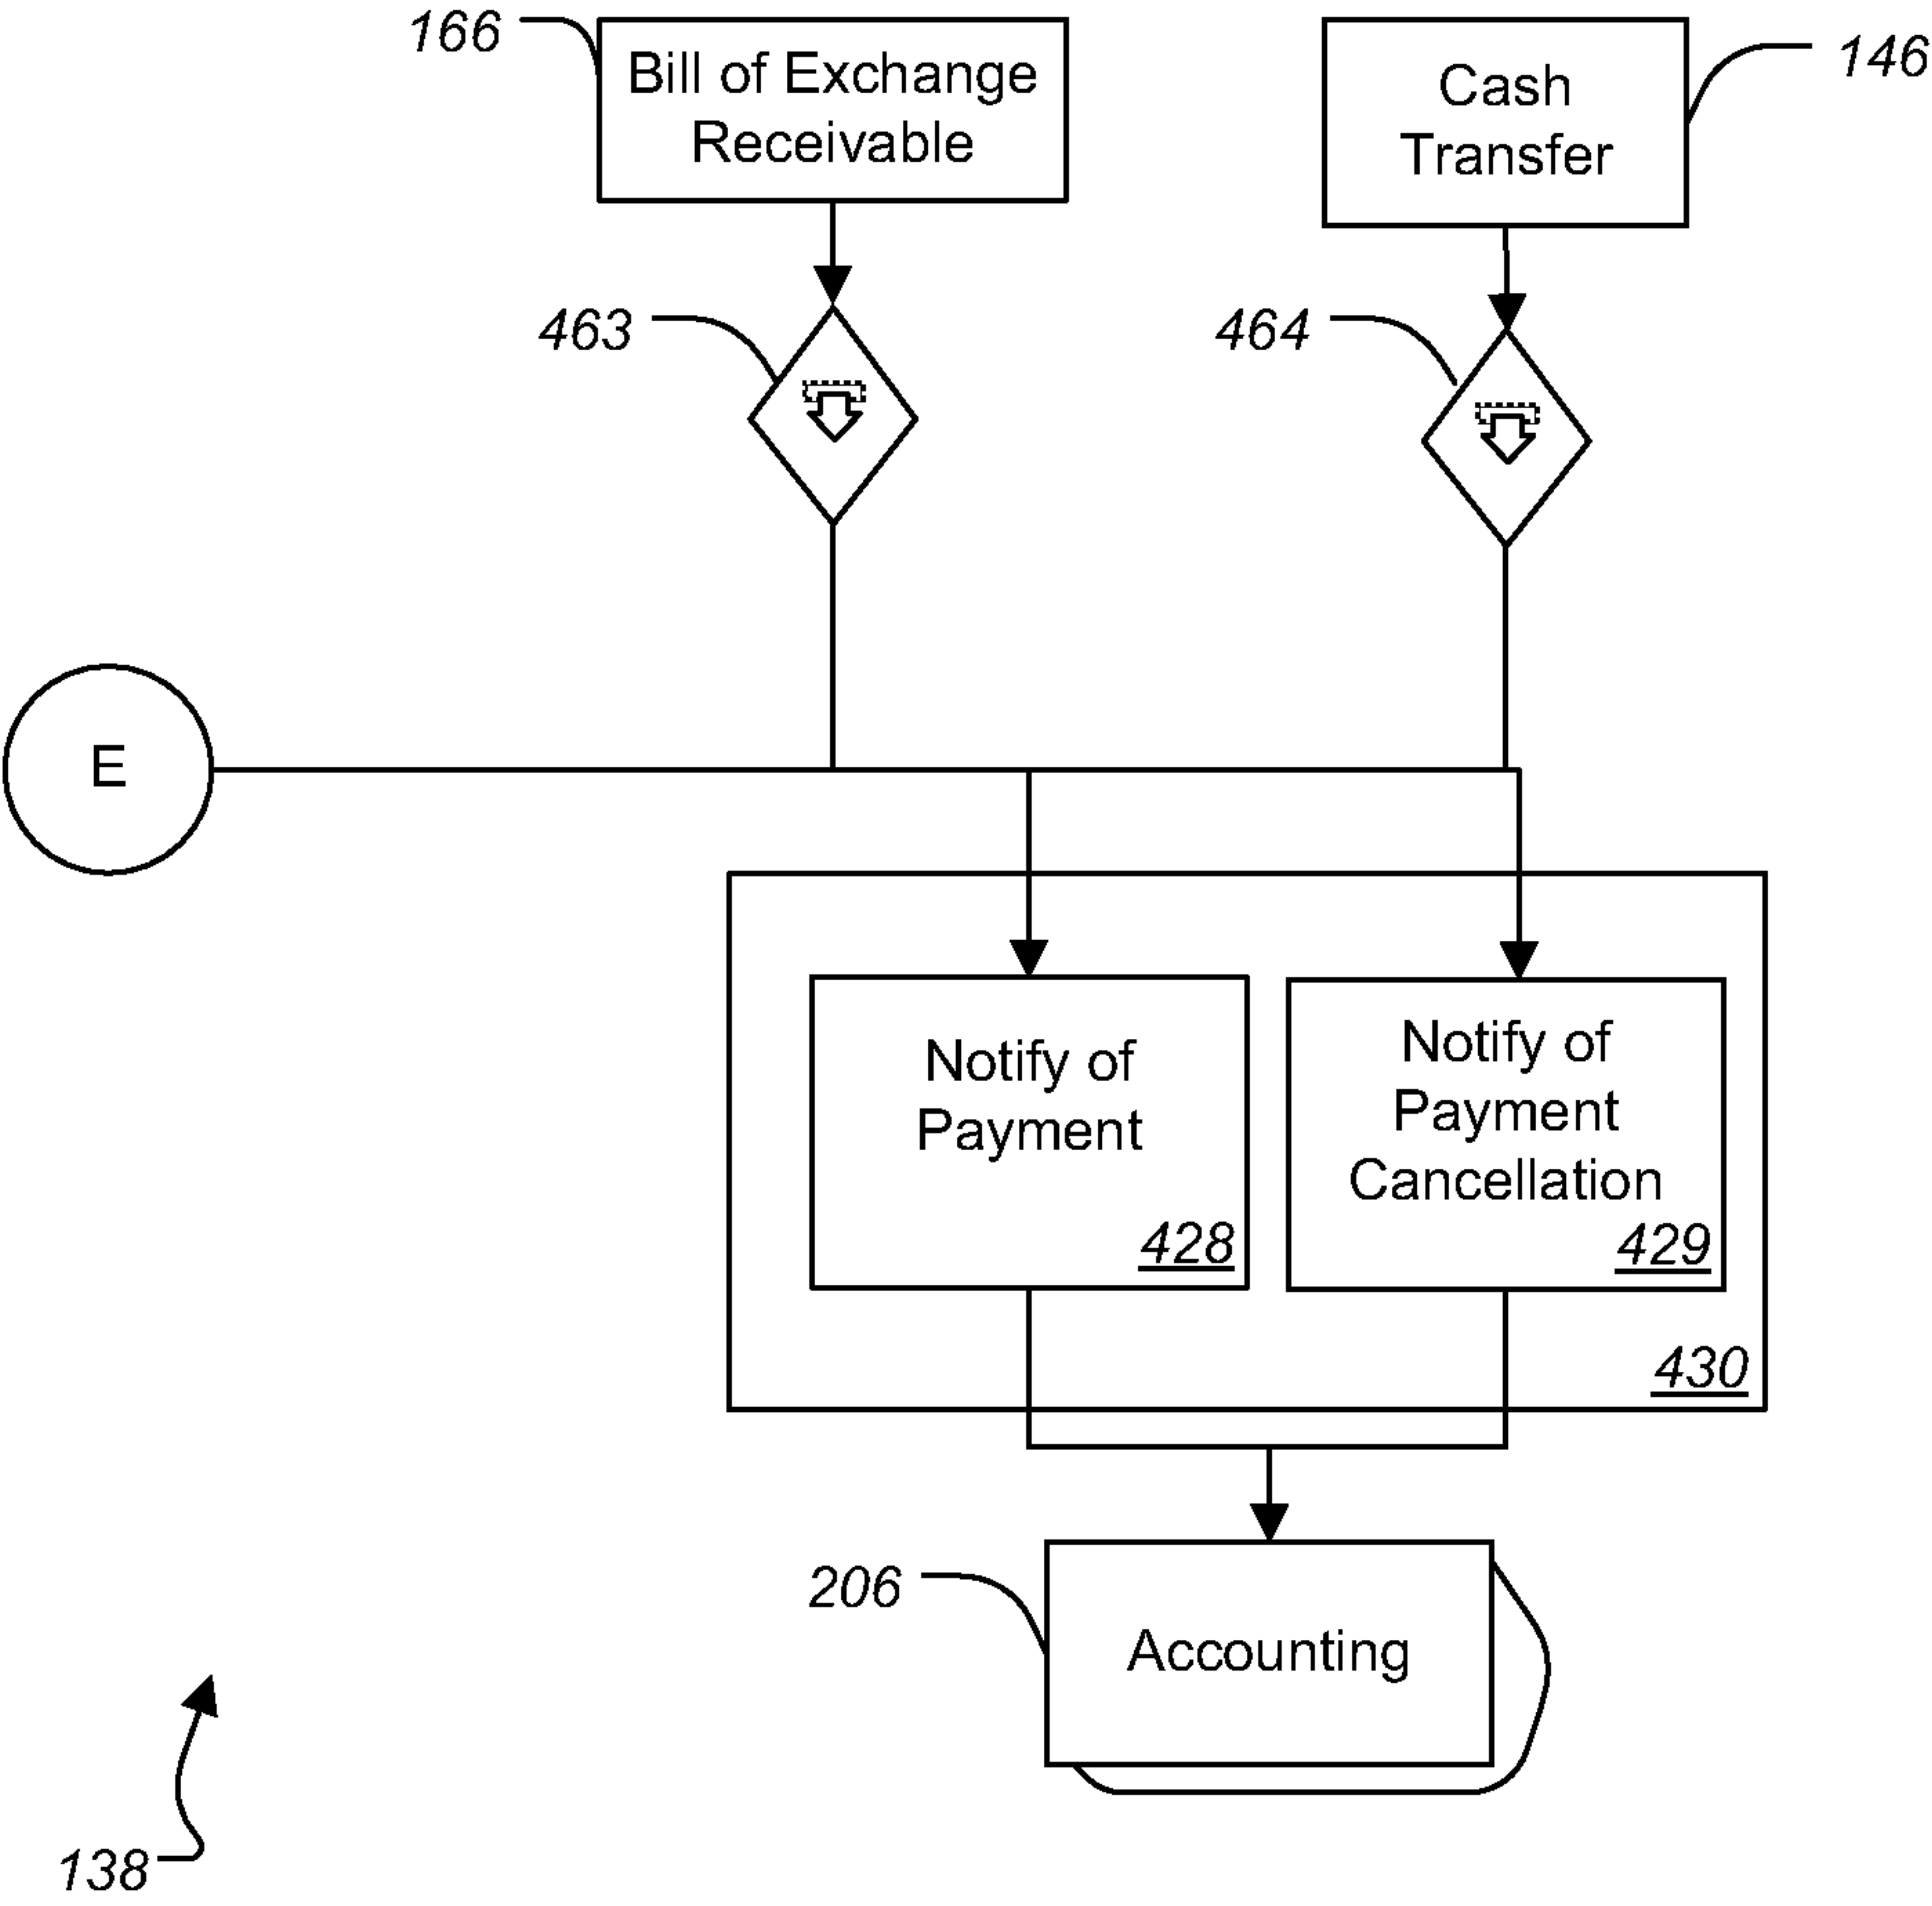 166
Bill of Exchange
Receivable
Cash
Transfer
146
463
464
E
Notify of
Payment
428
Notify of
Payment
Cancellation
429
430
206
Accounting
138